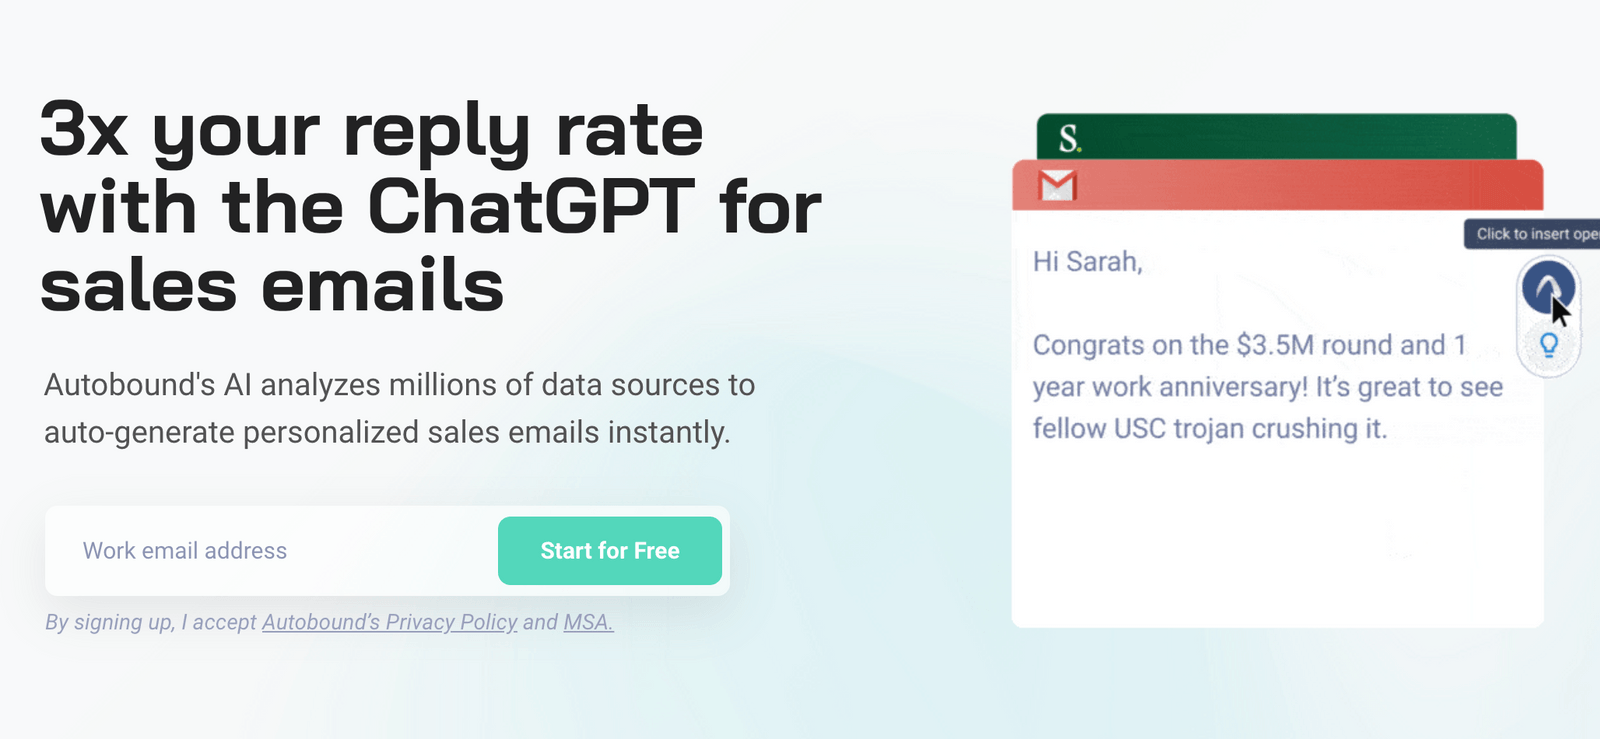 3x your reply rate
with the ChatGPT for
sales emails
Autobound's AI analyzes millions of data sources to
auto-generate personalized sales emails instantly.
Work email address
Start for Free
By signing up, I accept Autobound’s Privacy Policy and MSA.
S.
Click to insert
Hi Sarah,
Congrats on the $3.5M round and 1
year work anniversary! It’s great to see
fellow USC trojan crushing it.